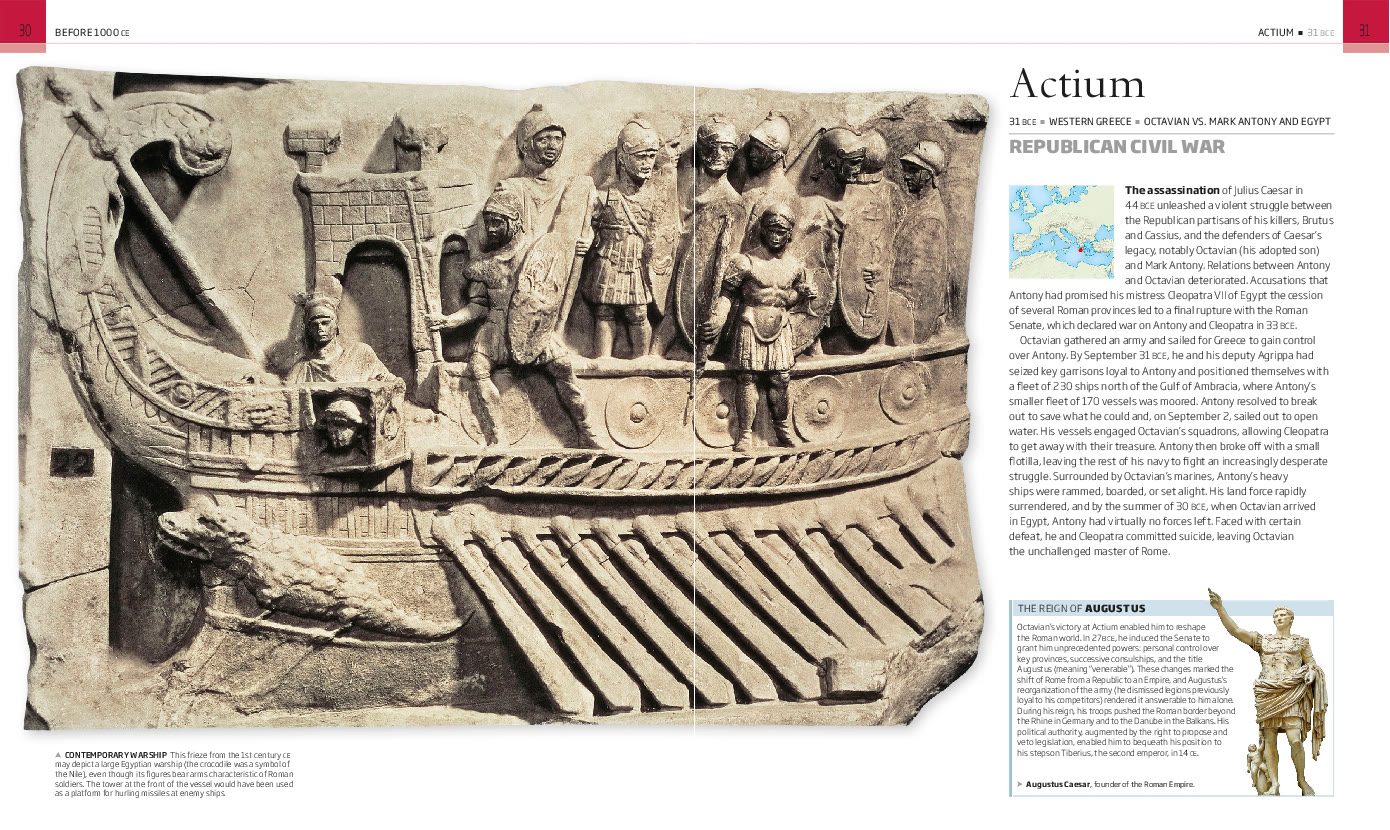 30
BEFORE 1000 CE
ACTIUM ■ 31 BCE
31
Actium
31 BCE ■ WESTERN GREECE ■ OCTAVIAN VS. MARK ANTONY AND EGYPT
REPUBLICAN CIVIL WAR
The assassination of Julius Caesar in
44 BCE unleashed a violent struggle between
the Republican partisans of his killers, Brutus
and Cassius, and the defenders of Caesar's
legacy, notably Octavian (his adopted son)
and Mark Antony. Relations between Antony
and Octavian deteriorated. Accusations that
Antony had promised his mistress Cleopatra VII of Egypt the cession
of several Roman provinces led to a final rupture with the Roman
Senate, which declared war on Antony and Cleopatra in 33 BCE.
Octavian gathered an army and sailed for Greece to gain control
over Antony. By September 31 BCE, he and his deputy Agrippa had
seized key garrisons loyal to Antony and positioned themselves with
a fleet of 230 ships north of the Gulf of Ambracia, where Antony's
smaller fleet of 170 vessels was moored. Antony resolved to break
out to save what he could and, on September 2, sailed out to open
water. His vessels engaged Octavian's squadrons, allowing Cleopatra
to get away with their treasure. Antony then broke off with a small
flotilla, leaving the rest of his navy to fight an increasingly desperate
struggle. Surrounded by Octavian's marines, Antony's heavy
ships were rammed, boarded, or set alight. His land force rapidly
surrendered, and by the summer of 30 BCE, when Octavian arrived
in Egypt, Antony had virtually no forces left. Faced with certain
defeat, he and Cleopatra committed suicide, leaving Octavian
the unchallenged master of Rome.
THE REIGN OF AUGUSTUS
Octavian's victory at Actium enabled him to reshape
the Roman world. In 27 BCE, he induced the Senate to
grant him unprecedented powers: personal control over
key provinces, successive consulships, and the title
Augustus (meaning "venerable"). These changes marked the
shift of Rome from a Republic to an Empire, and Augustus's
reorganization of the army (he dismissed legions previously
loyal to his competitors) rendered it answerable to him alone.
During his reign, his troops pushed the Roman border beyond
the Rhine in Germany and to the Danube in the Balkans. His
political authority, augmented by the right to propose and
veto legislation, enabled him to bequeath his position to
his stepson Tiberius, the second emperor, in 14 CE.
➤ Augustus Caesar, founder of the Roman Empire.
▲ CONTEMPORARY WARSHIP This frieze from the 1st century CE
may depict a large Egyptian warship (the crocodile was a symbol of
the Nile), even though its figures bear arms characteristic of Roman
soldiers. The tower at the front of the vessel would have been used
as a platform for hurling missiles at enemy ships.